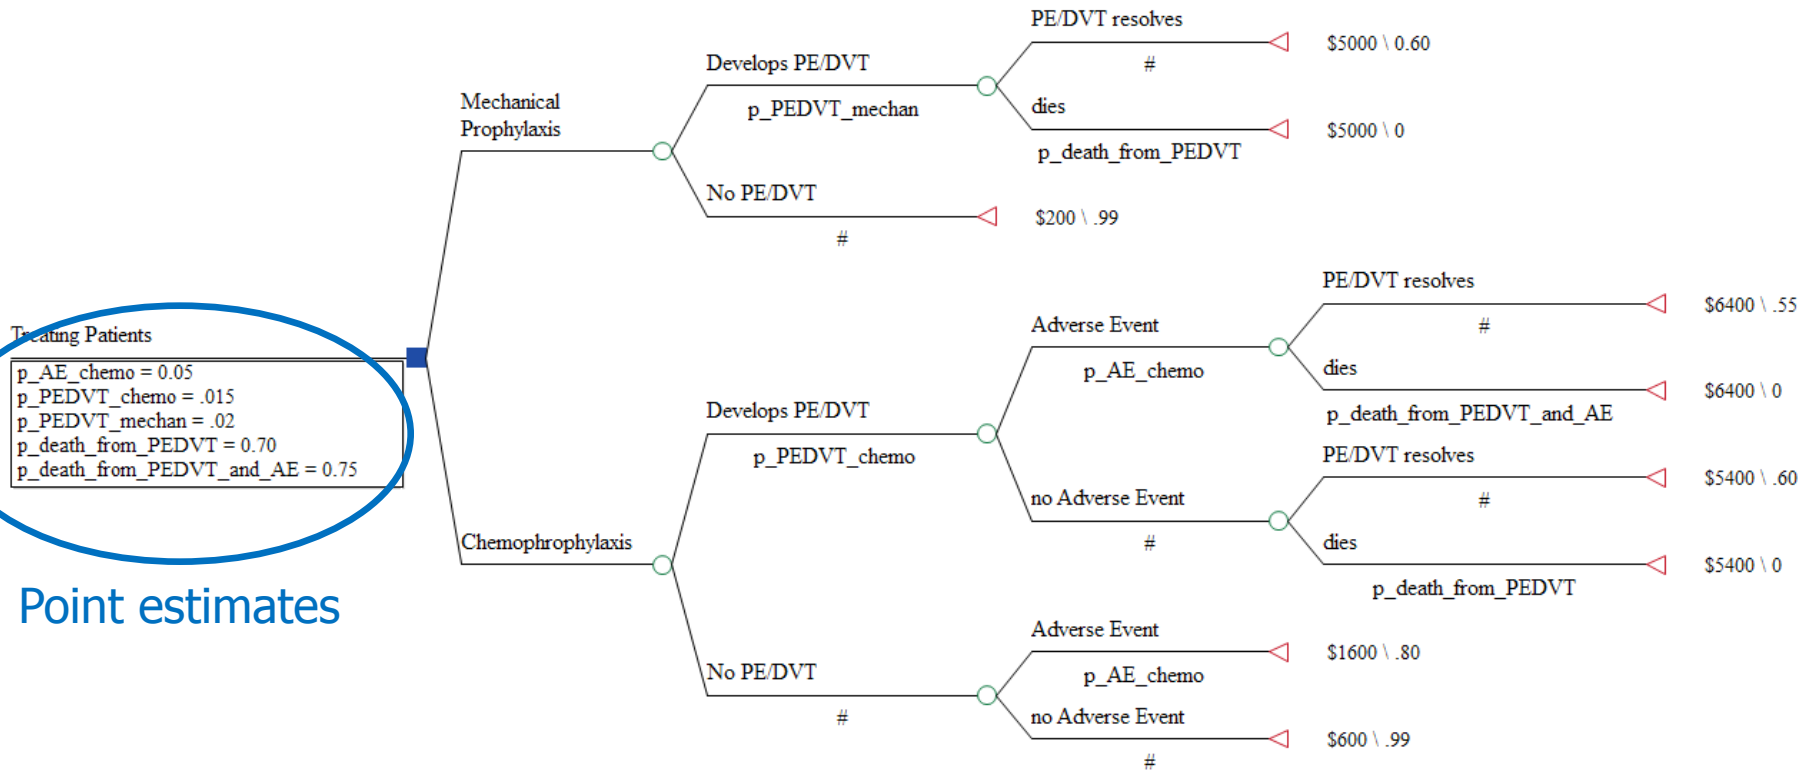 PE/DVT resolves
$5000 \ 0.60
#
Develops PE/DVT
p_PEDVT_mechan
dies
$5000 \ 0
p_death_from_PEDVT
Mechanical
Prophylaxis
No PE/DVT
$200 \ .99
#
Treating Patients
p_AE_chemo = 0.05
p_PEDVT_chemo = .015
p_PEDVT_mechan = .02
p_death_from_PEDVT = 0.70
p_death_from_PEDVT_and_AE = 0.75
Point estimates
PE/DVT resolves
$6400 \ .55
#
Adverse Event
p_AE_chemo
dies
$6400 \ 0
p_death_from_PEDVT_and_AE
Develops PE/DVT
p_PEDVT_chemo
PE/DVT resolves
$5400 \ .60
#
no Adverse Event
#
dies
$5400 \ 0
p_death_from_PEDVT
Chemophrophylaxis
Adverse Event
$1600 \ .80
p_AE_chemo
No PE/DVT
#
no Adverse Event
$600 \ .99
#